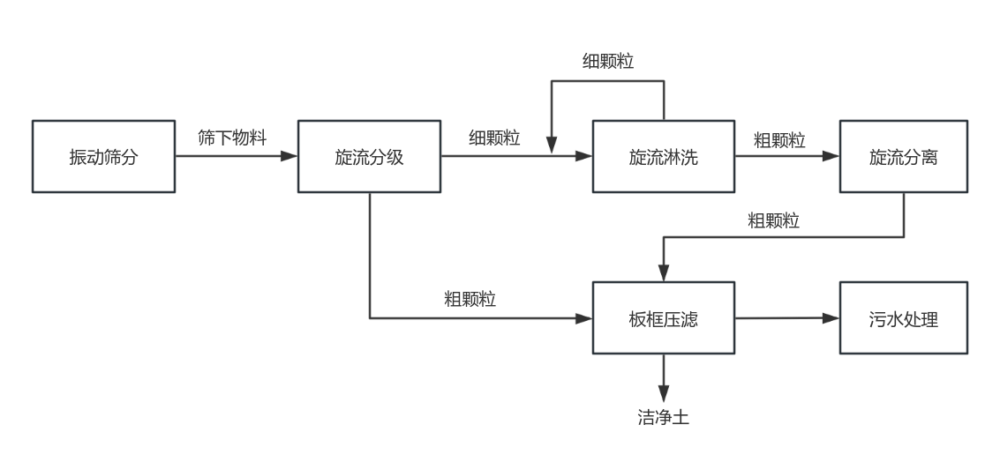 细颗粒
振动筛分
筛下物料
旋流分级
细颗粒
旋流淋洗
粗颗粒
旋流分离
粗颗粒
粗颗粒
板框压滤
污水处理
洁净土